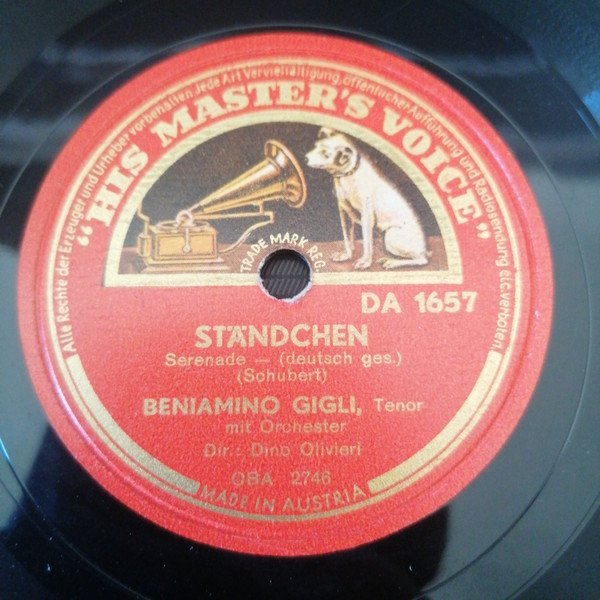 Alle Rechte der Erzeuger und Urheber vorbehalten. Jede Art Vervielfältigung, öffentlicher Aufführung und Radiosendung etc. verboten
"HIS MASTER'S VOICE"
TRADE MARK REG.
DA 1657
STÄNDCHEN
Serenade — (deutsch ges.)
(Schubert)
BENIAMINO GIGLI, Tenor
mit Orchester
Dir: Dino Olivieri
OBA 2746
MADE IN AUSTRIA